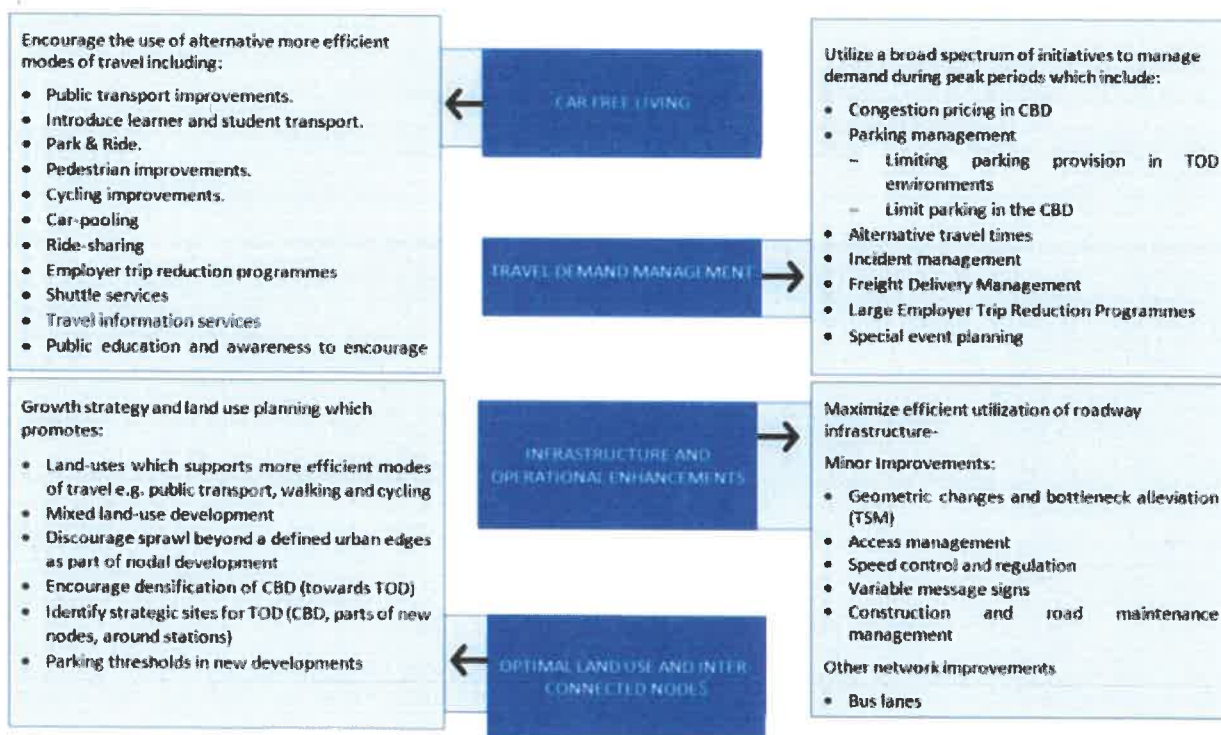 Encourage the use of alternative more efficient
modes of travel including:
• Public transport improvements.
• Introduce learner and student transport.
• Park & Ride.
• Pedestrian improvements.
• Cycling improvements.
• Car-pooling
• Ride-sharing
• Employer trip reduction programmes
• Shuttle services
• Travel information services
• Public education and awareness to encourage
CAR FREE LIVING
Utilize a broad spectrum of initiatives to manage
demand during peak periods which include:
• Congestion pricing in CBD
• Parking management
– Limiting parking provision in TOD
environments
– Limit parking in the CBD
• Alternative travel times
• Incident management
• Freight Delivery Management
• Large Employer Trip Reduction Programmes
• Special event planning
TRAVEL DEMAND MANAGEMENT
Growth strategy and land use planning which
promotes:
• Land-uses which supports more efficient modes
of travel e.g. public transport, walking and cycling
• Mixed land-use development
• Discourage sprawl beyond a defined urban edges
as part of nodal development
• Encourage densification of CBD (towards TOD)
• Identify strategic sites for TOD (CBD, parts of new
nodes, around stations)
• Parking thresholds in new developments
INFRASTRUCTURE AND
OPERATIONAL ENHANCEMENTS
Maximize efficient utilization of roadway
infrastructure-
Minor Improvements:
• Geometric changes and bottleneck alleviation
(TSM)
• Access management
• Speed control and regulation
• Variable message signs
• Construction and road maintenance
management
Other network improvements
• Bus lanes
OPTIMAL LAND USE AND INTER
CONNECTED NODES